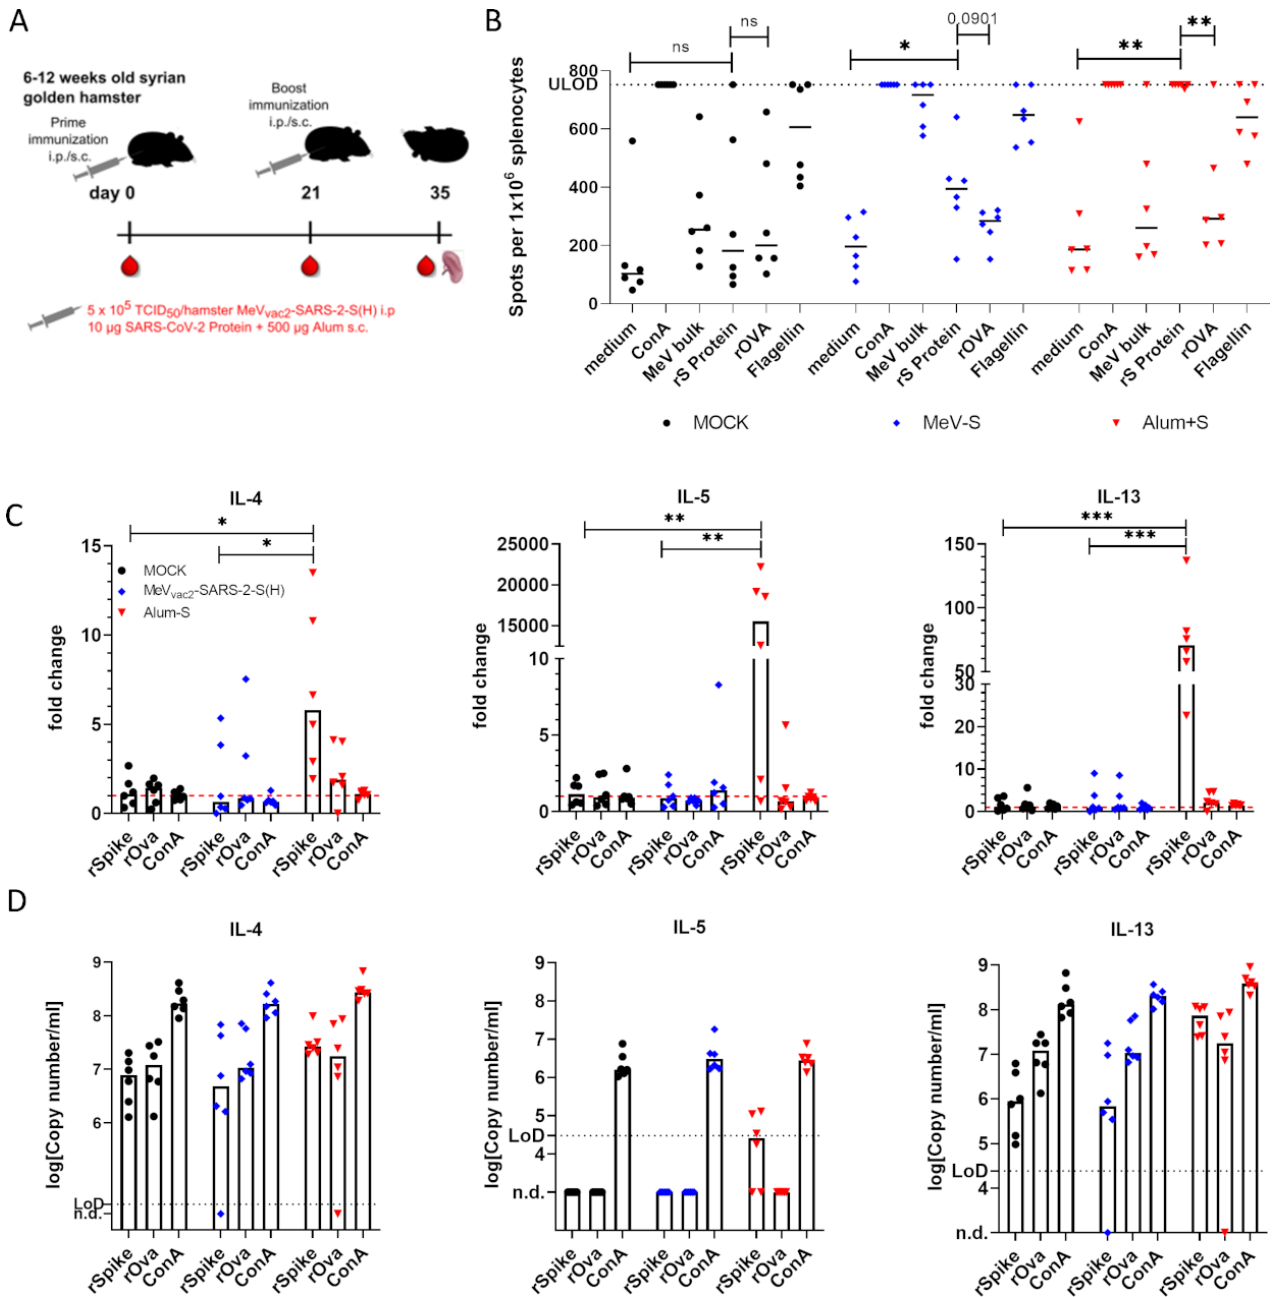 A
6-12 weeks old syrian
golden hamster
Prime
immunization
i.p./s.c.
Boost
immunization
i.p./s.c.
day 0
21
35
5 x 10^5 TCID50/hamster MeVvac2-SARS-2-S(H) i.p
10 µg SARS-CoV-2 Protein + 500 µg Alum s.c.
B
Spots per 1x10^6 splenocytes
800
ULOD
600
400
200
0
ns
ns
*
0,0901
**
**
medium
ConA
MeV bulk
rS Protein
rOVA
Flagellin
medium
ConA
MeV bulk
rS Protein
rOVA
Flagellin
medium
ConA
MeV bulk
rS Protein
rOVA
Flagellin
MOCK
MeV-S
Alum+S
C
IL-4
fold change
15
10
5
0
*
*
MOCK
MeVvac2-SARS-2-S(H)
Alum-S
rSpike
rOva
ConA
rSpike
rOva
ConA
rSpike
rOva
ConA
IL-5
fold change
25000
20000
15000
10
5
0
**
**
rSpike
rOva
ConA
rSpike
rOva
ConA
rSpike
rOva
ConA
IL-13
fold change
150
100
50
30
20
10
0
***
***
rSpike
rOva
ConA
rSpike
rOva
ConA
rSpike
rOva
ConA
D
IL-4
log[Copy number/ml]
9
8
7
6
LoD
n.d.
rSpike
rOva
ConA
rSpike
rOva
ConA
rSpike
rOva
ConA
IL-5
log[Copy number/ml]
9
8
7
6
5
LoD
4
n.d.
rSpike
rOva
ConA
rSpike
rOva
ConA
rSpike
rOva
ConA
IL-13
log[Copy number/ml]
9
8
7
6
5
LoD
4
n.d.
rSpike
rOva
ConA
rSpike
rOva
ConA
rSpike
rOva
ConA